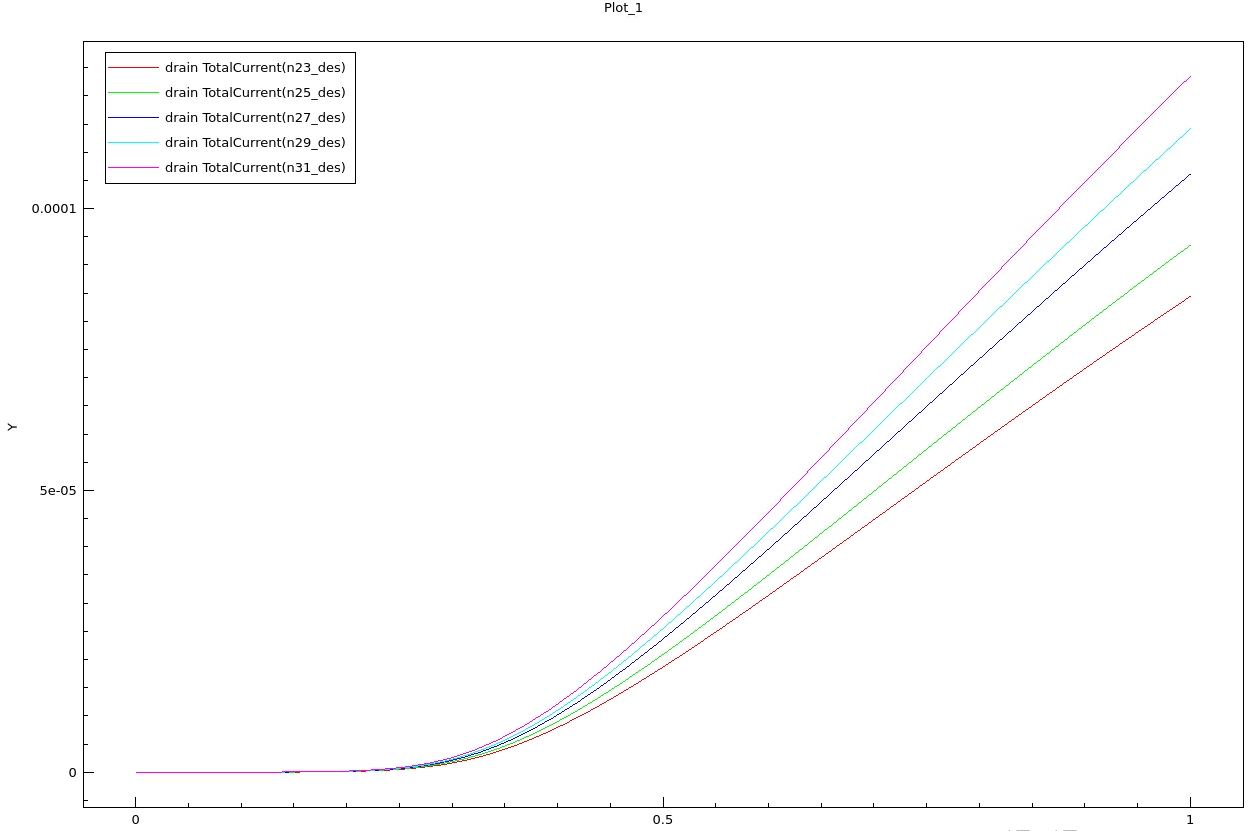 Plot_1
drain TotalCurrent(n23_des)
drain TotalCurrent(n25_des)
drain TotalCurrent(n27_des)
drain TotalCurrent(n29_des)
drain TotalCurrent(n31_des)
0.0001
5e-05
0
Y
0 0.5 1